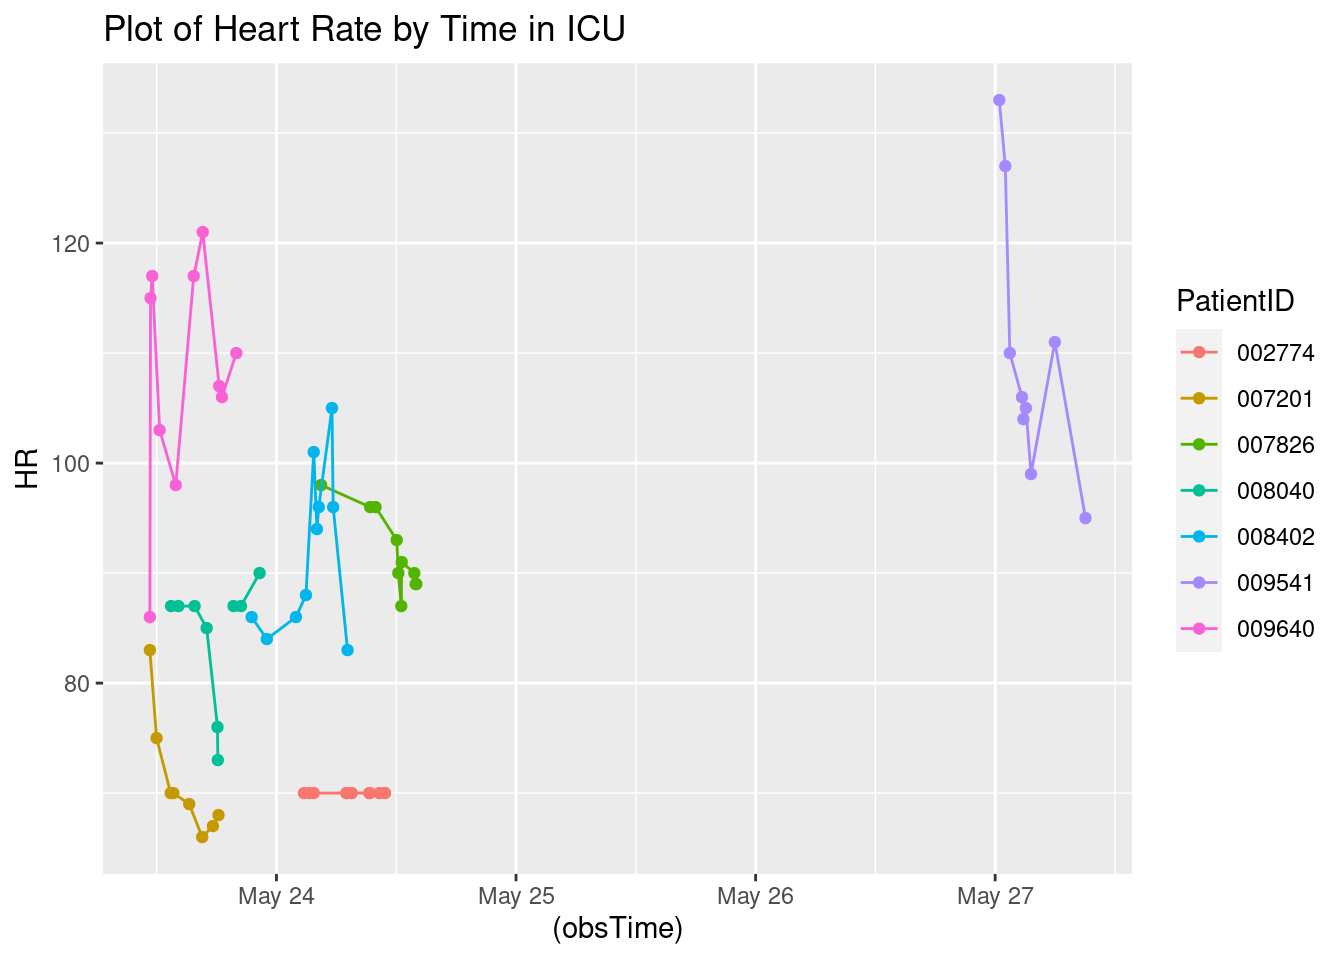 Plot of Heart Rate by Time in ICU
HR
120
100
80
May 24 May 25 May 26 May 27
(obsTime)
PatientID
002774
007201
007826
008040
008402
009541
009640